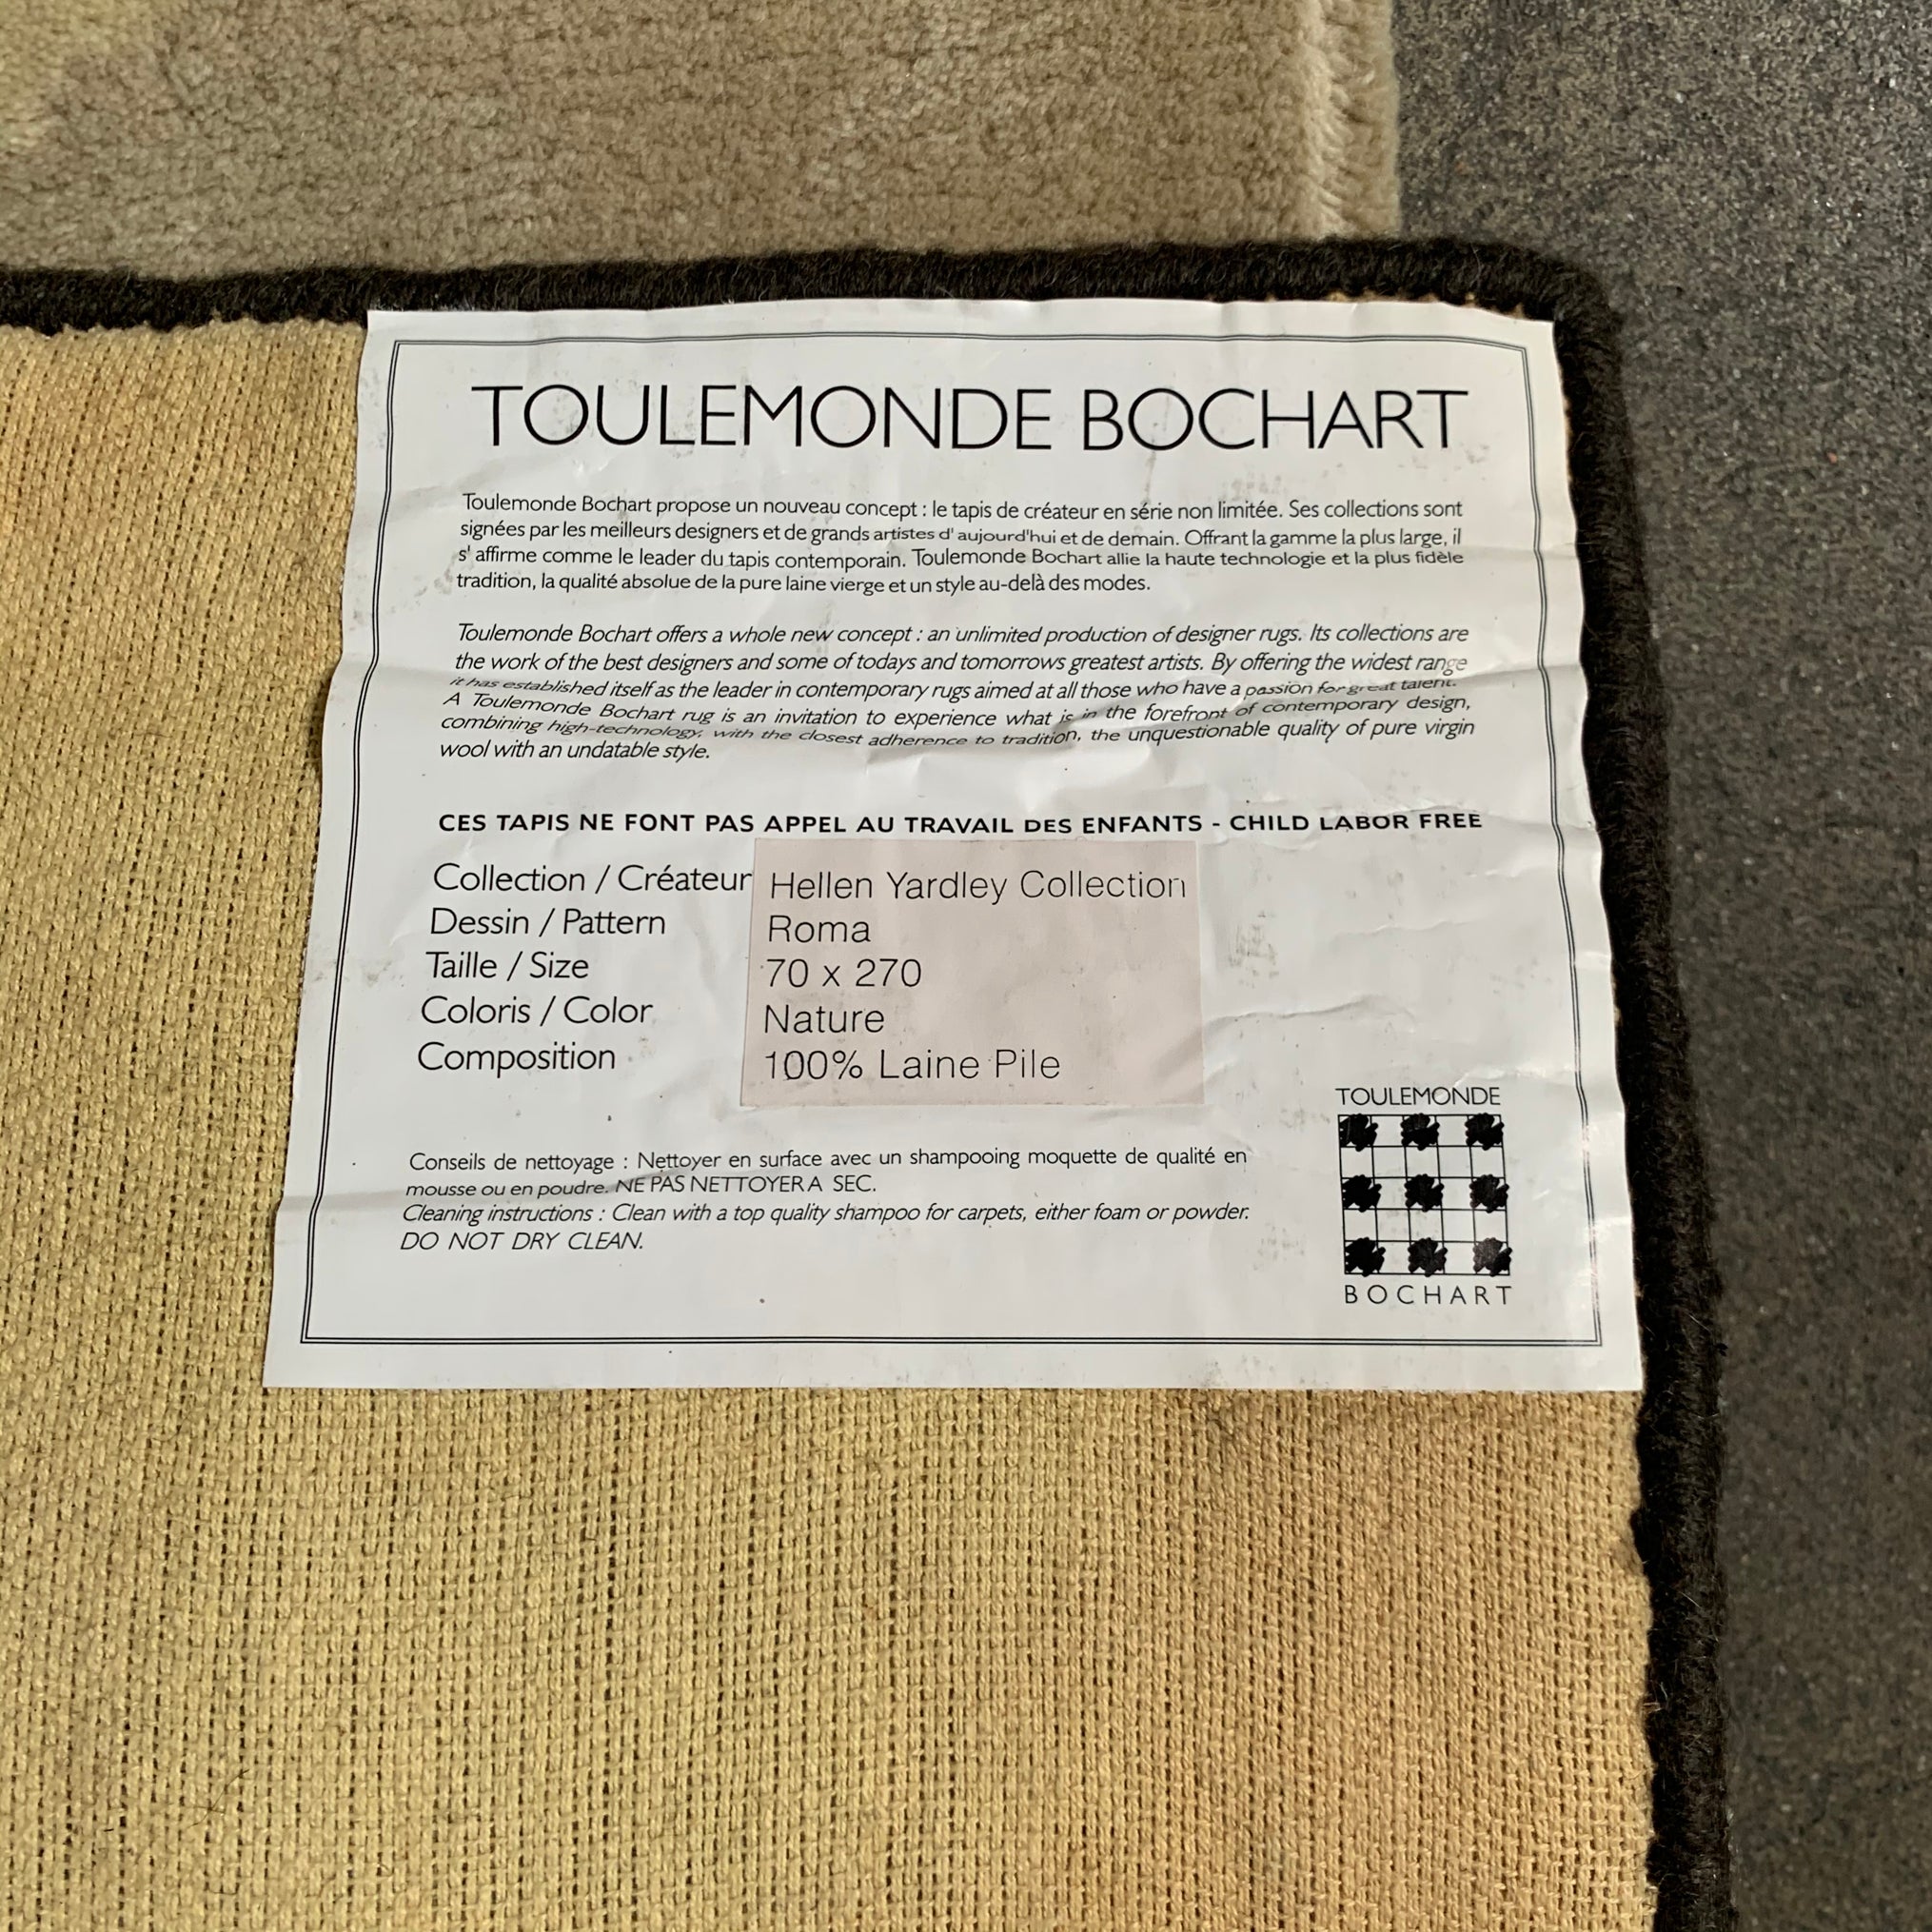 TOULEMONDE BOCHART
Toulemonde Bochart propose un nouveau concept : le tapis de créateur en série non limitée. Ses collections sont
signées par les meilleurs designers et de grands artistes d' aujourd'hui et de demain. Offrant la gamme la plus large, il
s' affirme comme le leader du tapis contemporain. Toulemonde Bochart allie la haute technologie et la plus fidèle
tradition, la qualité absolue de la pure laine vierge et un style au-delà des modes.
Toulemonde Bochart offers a whole new concept : an unlimited production of designer rugs. Its collections are
the work of the best designers and some of todays and tomorrows greatest artists. By offering the widest range
it has established itself as the leader in contemporary rugs aimed at all those who have a passion for great talent.
A Toulemonde Bochart rug is an invitation to experience what is in the forefront of contemporary design,
combining high-technology, with the closest adherence to tradition, the unquestionable quality of pure virgin
wool with an undatable style.
CES TAPIS NE FONT PAS APPEL AU TRAVAIL DES ENFANTS - CHILD LABOR FREE
Collection / Créateur Hellen Yardley Collection
Dessin / Pattern Roma
Taille / Size 70 x 270
Coloris / Color Nature
Composition 100% Laine Pile
Conseils de nettoyage : Nettoyer en surface avec un shampooing moquette de qualité en
mousse ou en poudre. NE PAS NETTOYER A SEC.
Cleaning instructions : Clean with a top quality shampoo for carpets, either foam or powder.
DO NOT DRY CLEAN.
TOULEMONDE
BOCHART